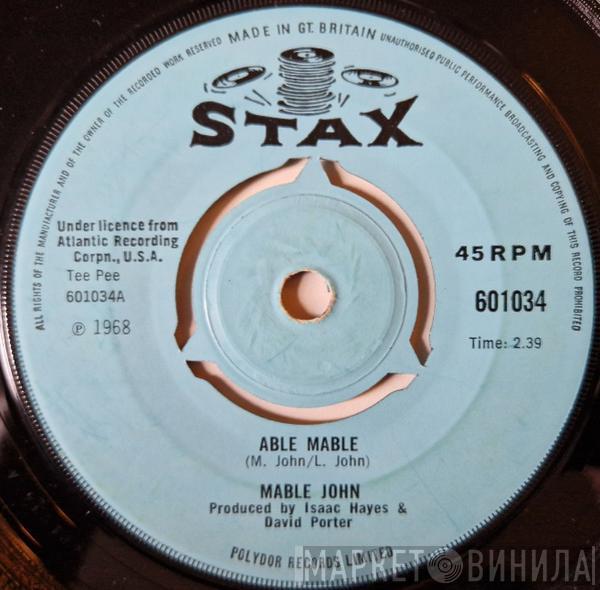 MADE IN GT. BRITAIN
ALL RIGHTS OF THE MANUFACTURER AND OF THE OWNER OF THE RECORDED WORK RESERVED
UNAUTHORISED PUBLIC PERFORMANCE BROADCASTING AND COPYING OF THIS RECORD PROHIBITED
STAX
Under licence from
Atlantic Recording
Corpn., U.S.A.
Tee Pee
601034A
℗ 1968
45 RPM
601034
Time: 2.39
ABLE MABLE
(M. John/L. John)
MABLE JOHN
Produced by Isaac Hayes &
David Porter
POLYDOR RECORDS LIMITED
МАРКЕТ ВИНИЛА